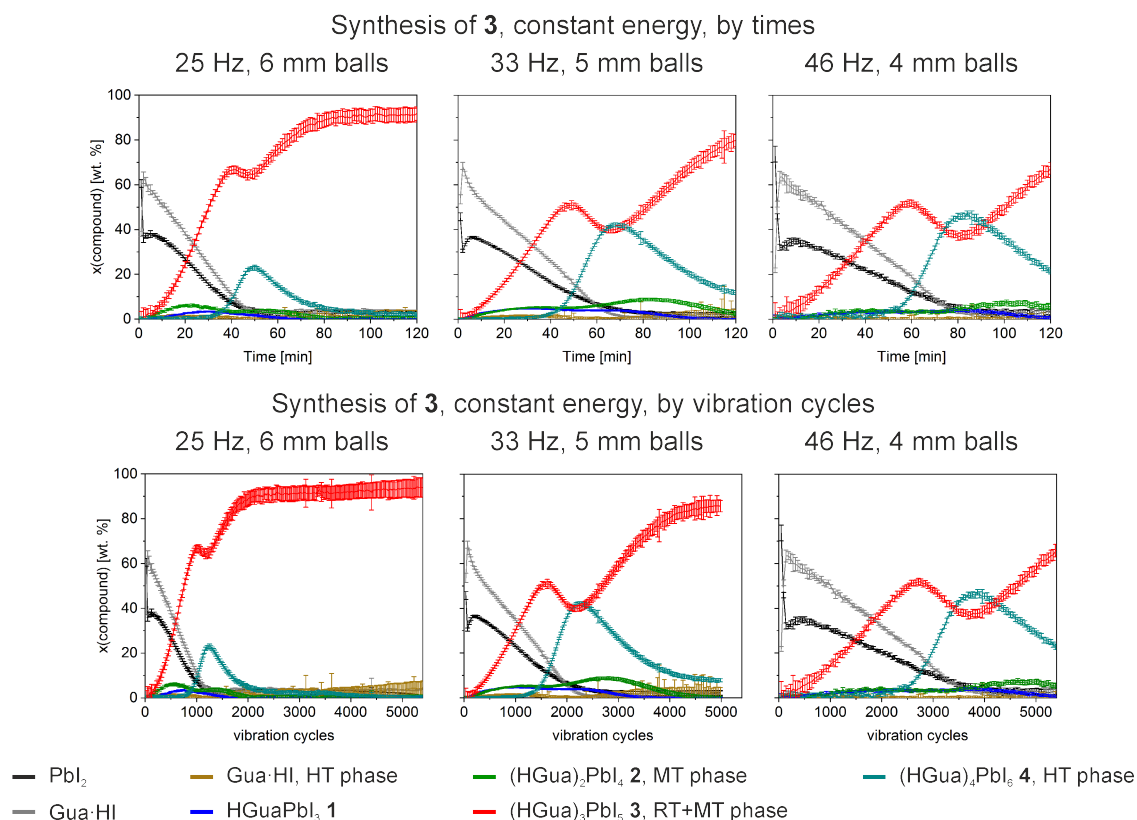 Synthesis of 3, constant energy, by times
25 Hz, 6 mm balls
33 Hz, 5 mm balls
46 Hz, 4 mm balls
x(compound) [wt. %]
100
80
60
40
20
0
0 20 40 60 80 100 120
0 20 40 60 80 100 120
0 20 40 60 80 100 120
Time [min]
Time [min]
Time [min]
Synthesis of 3, constant energy, by vibration cycles
25 Hz, 6 mm balls
33 Hz, 5 mm balls
46 Hz, 4 mm balls
x(compound) [wt. %]
100
80
60
40
20
0
0 1000 2000 3000 4000 5000
0 1000 2000 3000 4000 5000
0 1000 2000 3000 4000 5000
vibration cycles
vibration cycles
vibration cycles
PbI₂
Gua·HI, HT phase
(HGua)₂PbI₄ 2, MT phase
(HGua)₄PbI₆ 4, HT phase
Gua·HI
HGuaPbI₃ 1
(HGua)₃PbI₅ 3, RT+MT phase